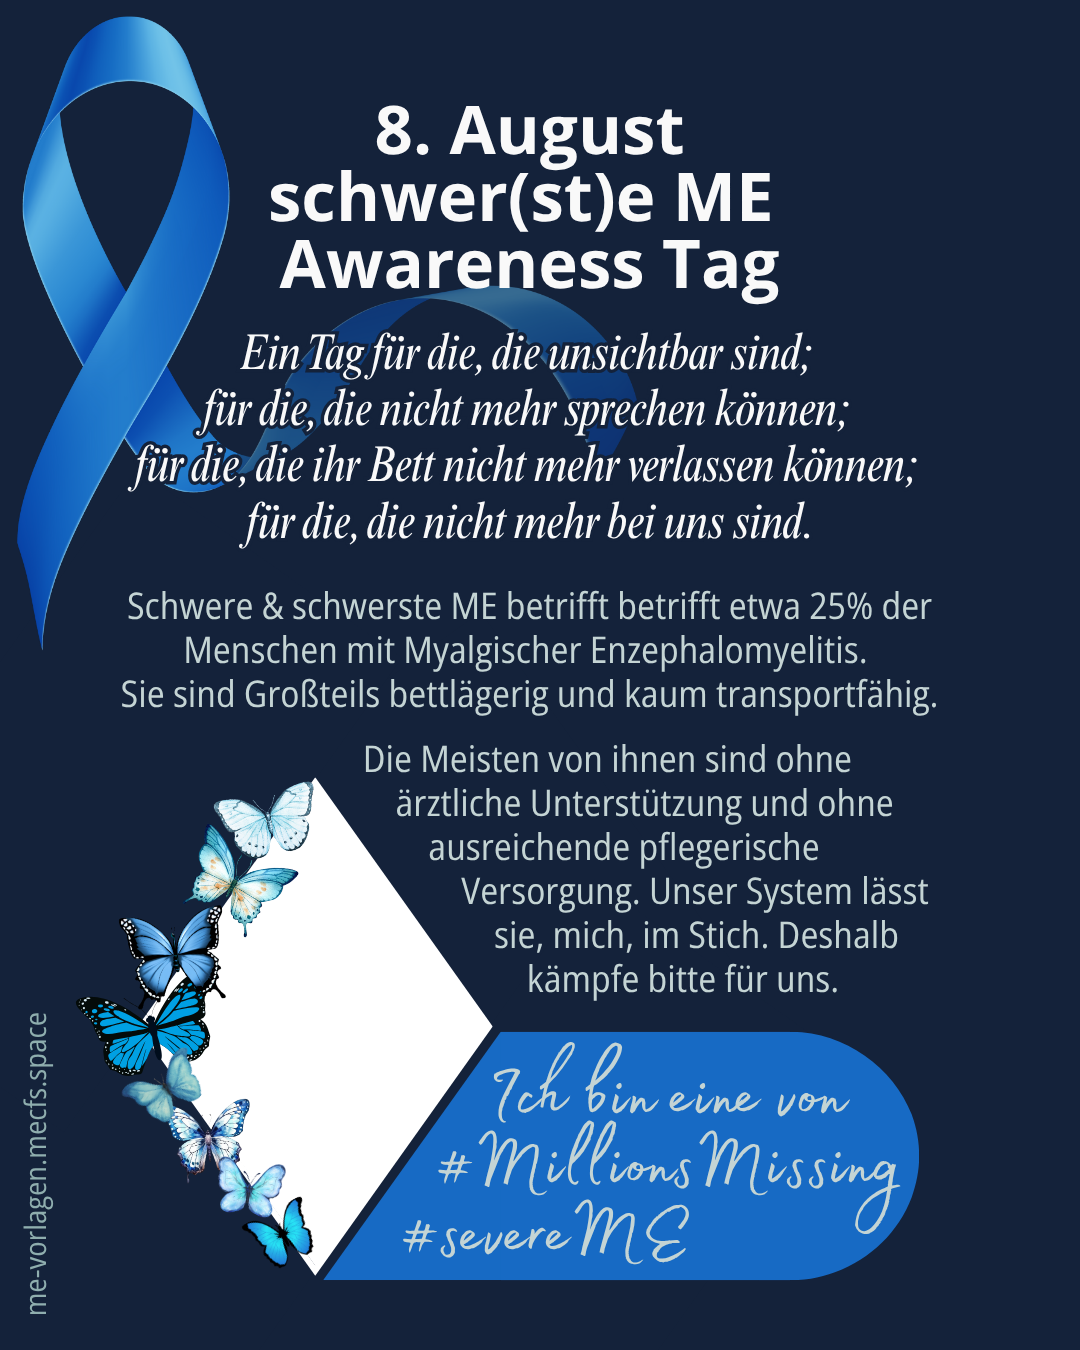 8. August
schwer(st)e ME
Awareness Tag
Ein Tag für die, die unsichtbar sind;
für die, die nicht mehr sprechen können;
für die, die ihr Bett nicht mehr verlassen können;
für die, die nicht mehr bei uns sind.
Schwere & schwerste ME betrifft betrifft etwa 25% der
Menschen mit Myalgischer Enzephalomyelitis.
Sie sind Großteils bettlägerig und kaum transportfähig.
Die Meisten von ihnen sind ohne
ärztliche Unterstützung und ohne
ausreichende pflegerische
Versorgung. Unser System lässt
sie, mich, im Stich. Deshalb
kämpfe bitte für uns.
Ich bin eine von
#MillionsMissing
#severeME
me-vorlagen.mecfs.space